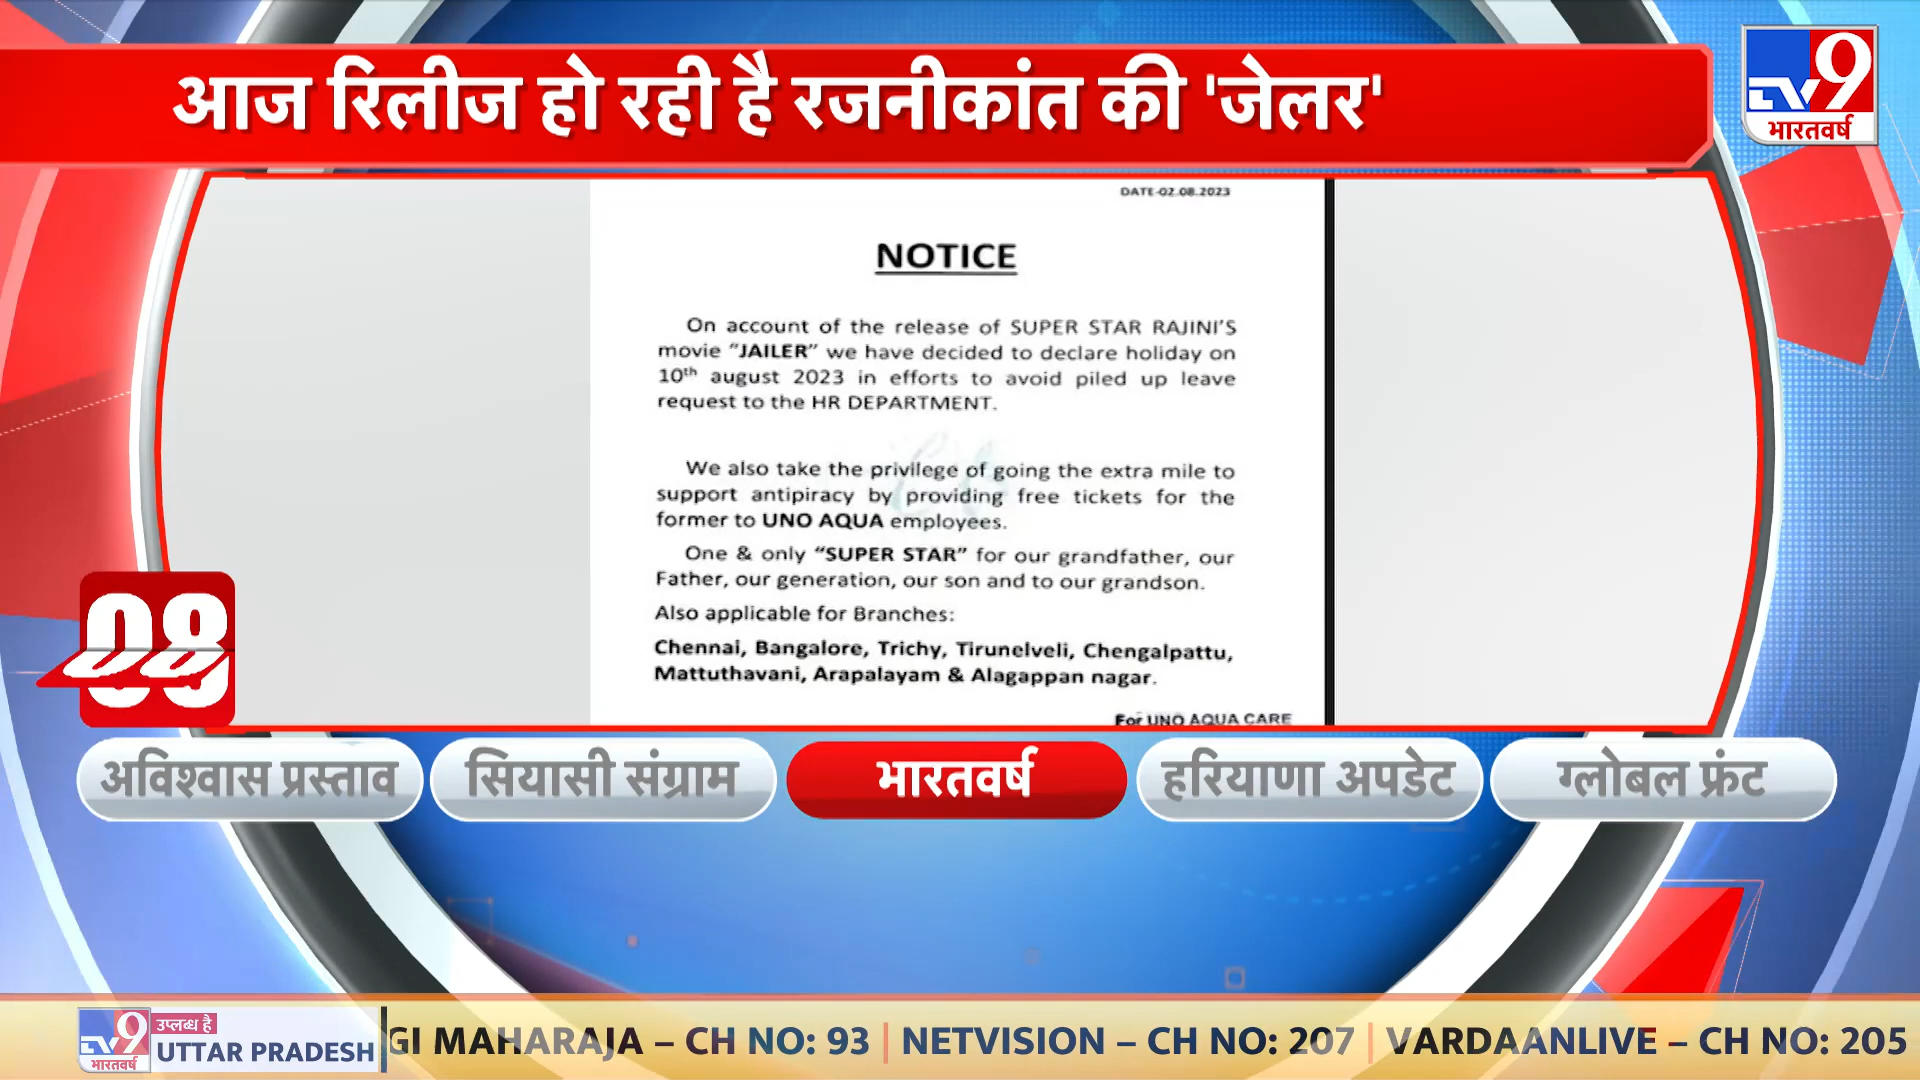 आज रिलीज हो रही है रजनीकांत की 'जेलर'
TV9
भारतवर्ष
DATE-02.08.2023
NOTICE
On account of the release of SUPER STAR RAJINI'S
movie "JAILER" we have decided to declare holiday on
10th august 2023 in efforts to avoid piled up leave
request to the HR DEPARTMENT.
We also take the privilege of going the extra mile to
support antipiracy by providing free tickets for the
former to UNO AQUA employees.
One & only "SUPER STAR" for our grandfather, our
Father, our generation, our son and to our grandson.
Also applicable for Branches:
Chennai, Bangalore, Trichy, Tirunelveli, Chengalpattu,
Mattuthavani, Arapalayam & Alagappan nagar.
For UNO AQUA CARE
अविश्वास प्रस्ताव सियासी संग्राम भारतवर्ष हरियाणा अपडेट ग्लोबल फ्रंट
TV9 भारतवर्ष उप्लब्ध है
UTTAR PRADESH
GI MAHARAJA – CH NO: 93 | NETVISION – CH NO: 207 | VARDAANLIVE – CH NO: 205